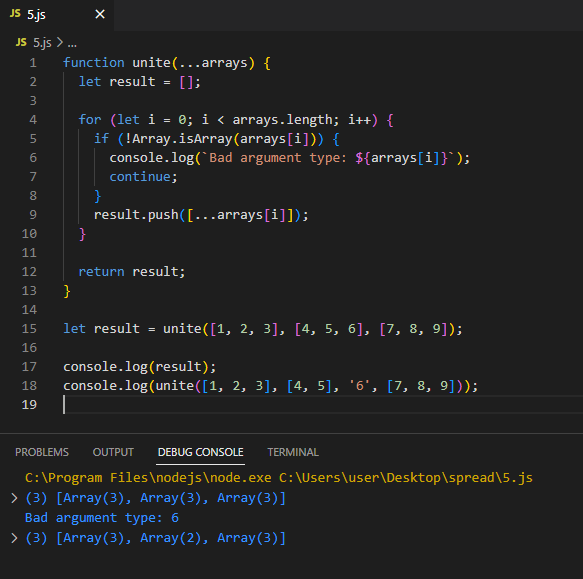 JS 5.js ×
JS 5.js > ...
1 function unite(...arrays) {
2 let result = [];
3
4 for (let i = 0; i < arrays.length; i++) {
5 if (!Array.isArray(arrays[i])) {
6 console.log(`Bad argument type: ${arrays[i]}`);
7 continue;
8 }
9 result.push([...arrays[i]]);
10 }
11
12 return result;
13 }
14
15 let result = unite([1, 2, 3], [4, 5, 6], [7, 8, 9]);
16
17 console.log(result);
18 console.log(unite([1, 2, 3], [4, 5], '6', [7, 8, 9]));
19
PROBLEMS OUTPUT DEBUG CONSOLE TERMINAL
C:\Program Files\nodejs\node.exe C:\Users\user\Desktop\spread\5.js
> (3) [Array(3), Array(3), Array(3)]
Bad argument type: 6
> (3) [Array(3), Array(2), Array(3)]